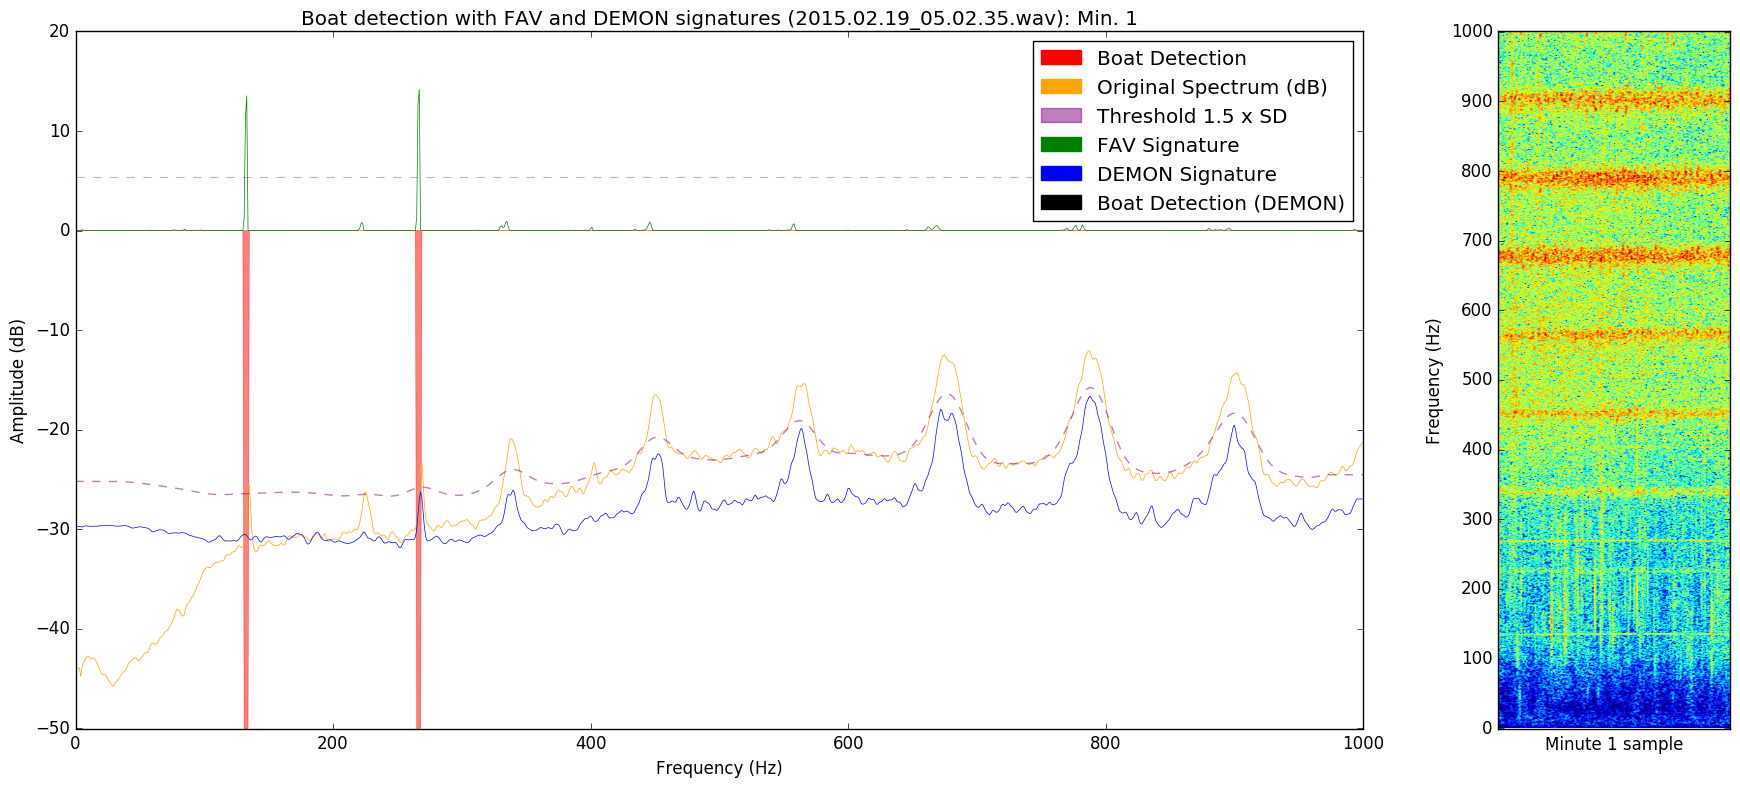 Boat detection with FAV and DEMON signatures (2015.02.19_05.02.35.wav): Min. 1
Amplitude (dB)
20
10
0
−10
−20
−30
−40
−50
0
200
400
600
800
1000
Frequency (Hz)
Boat Detection
Original Spectrum (dB)
Threshold 1.5 x SD
FAV Signature
DEMON Signature
Boat Detection (DEMON)
Frequency (Hz)
1000
900
800
700
600
500
400
300
200
100
0
Minute 1 sample